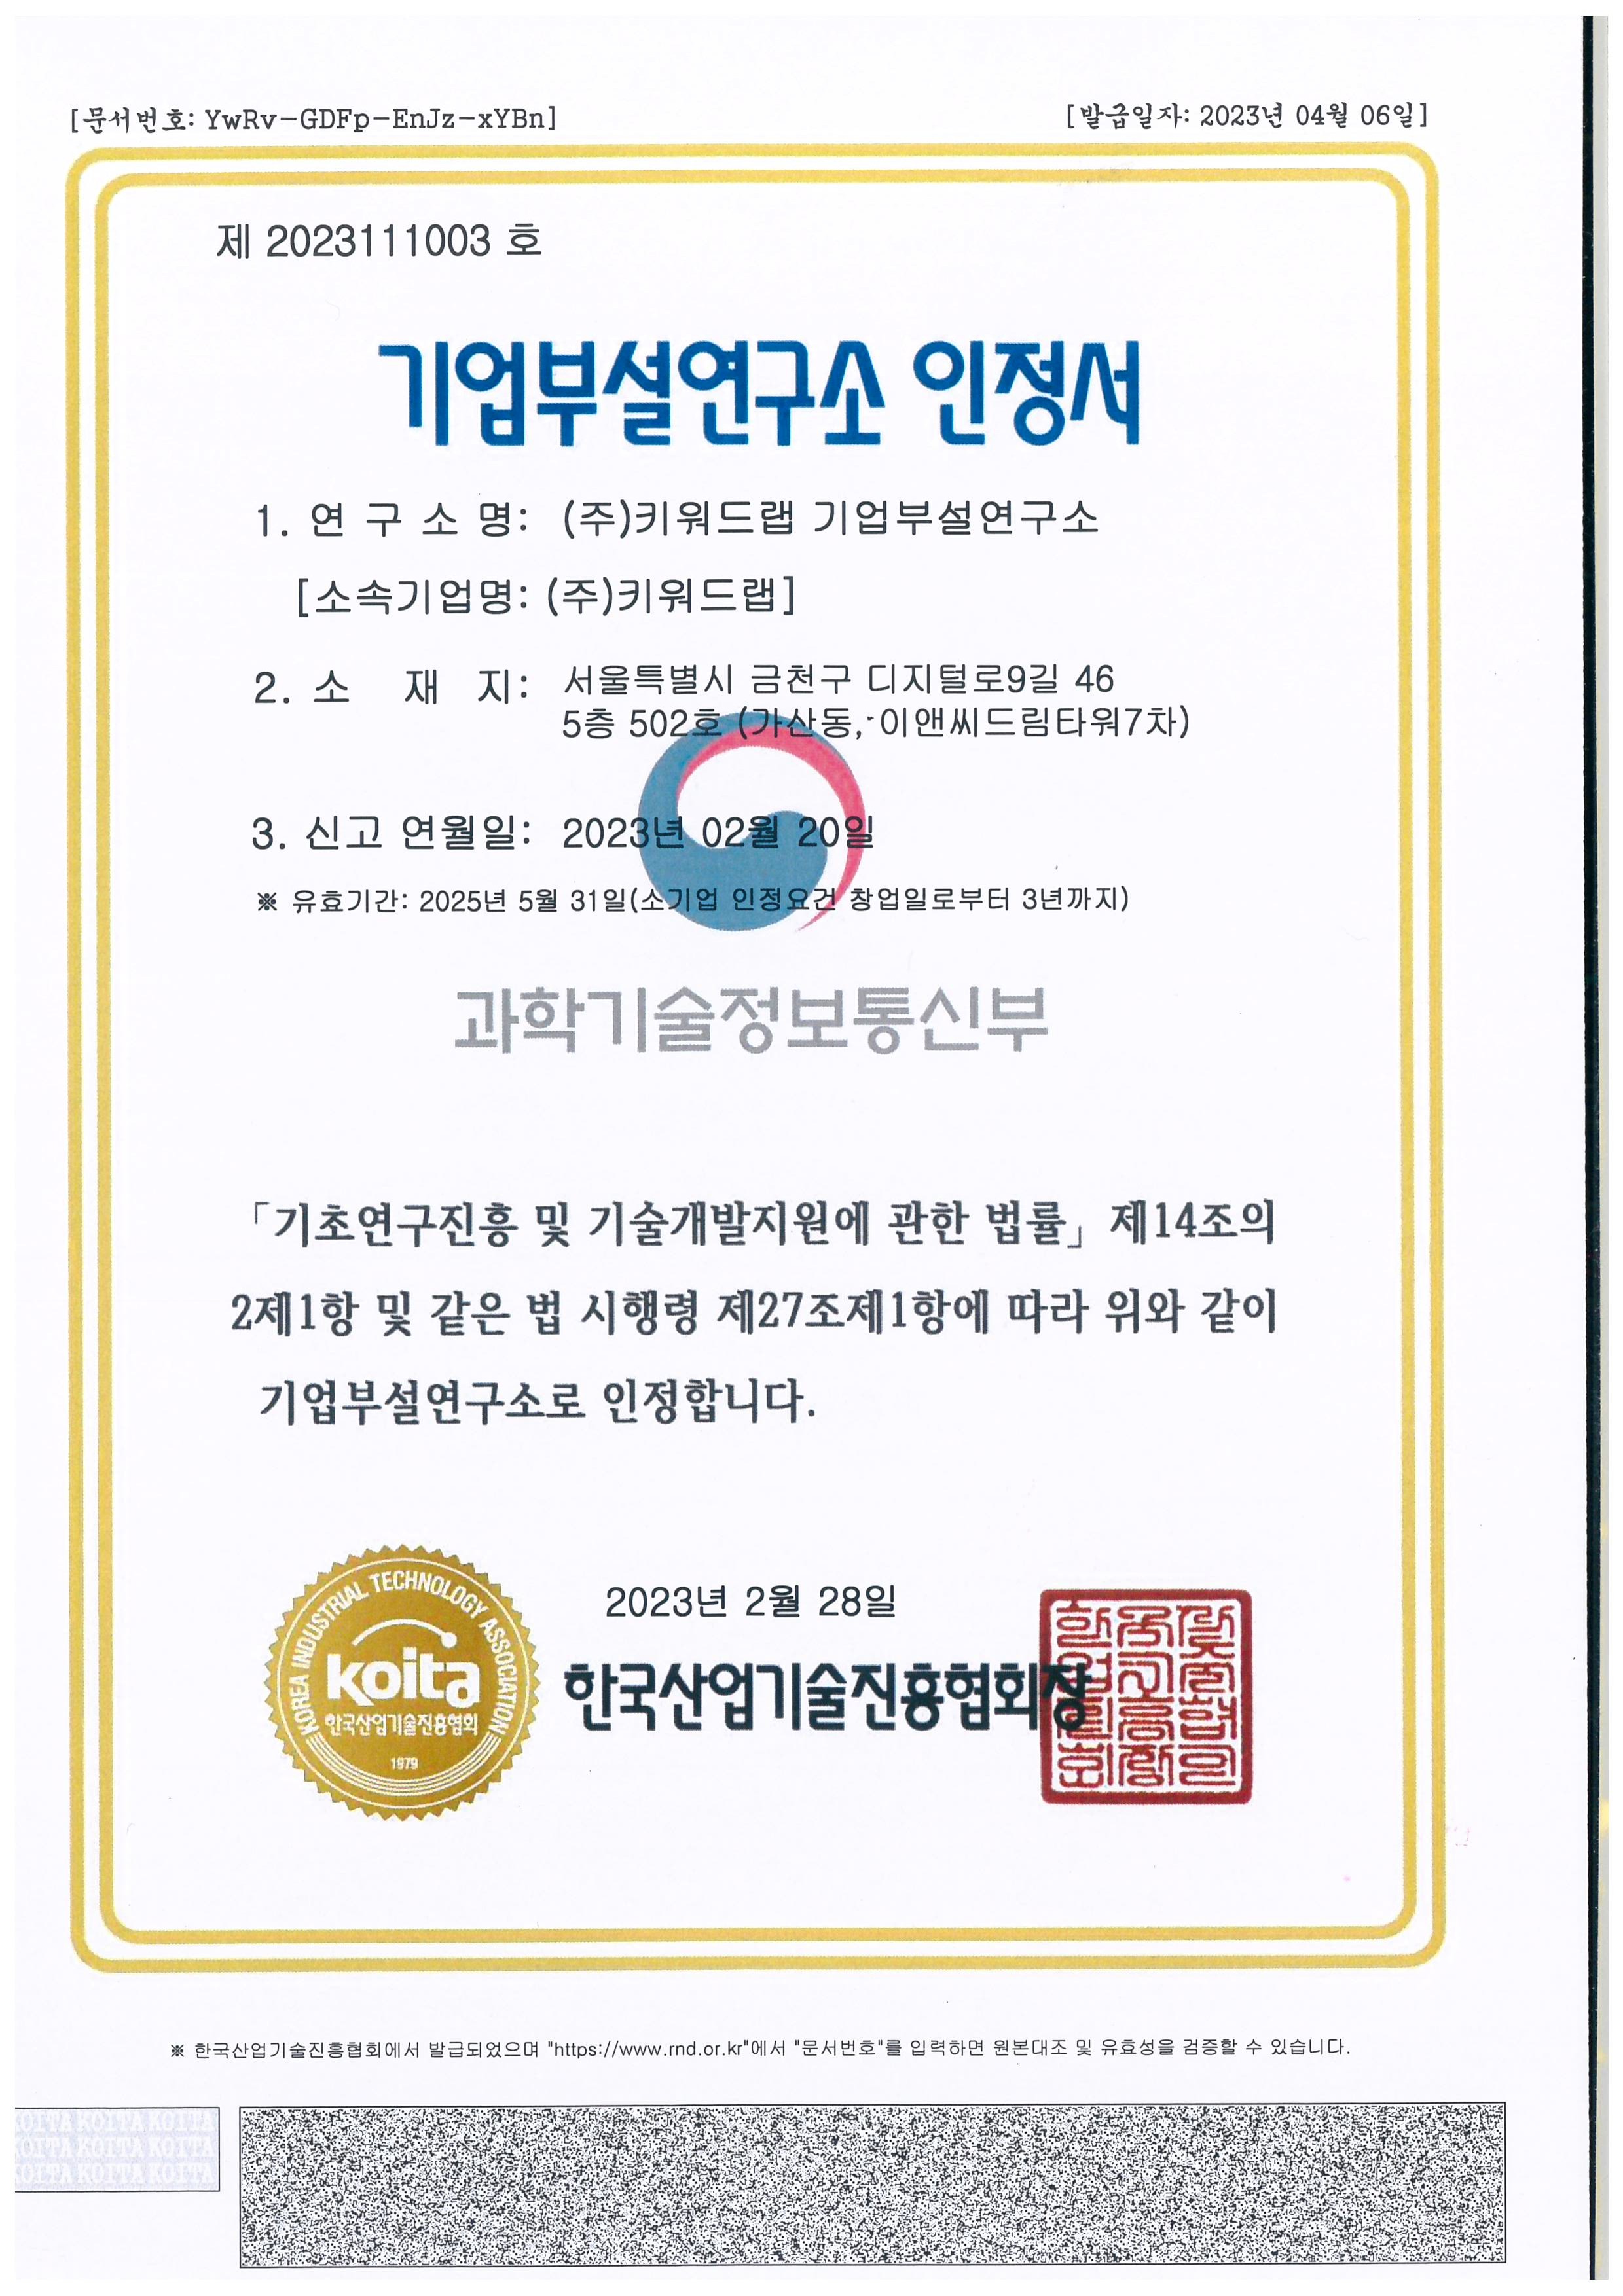 [문서번호: YwRv-GDFp-EnJz-xYBn]
[발급일자: 2023년 04월 06일]
제 2023111003 호
기업부설연구소 인정서
1. 연 구 소 명: (주)키워드랩 기업부설연구소
[소속기업명: (주)키워드랩]
2. 소 재 지: 서울특별시 금천구 디지털로9길 46
5층 502호 (가산동, 이앤씨드림타워7차)
3. 신고 연월일: 2023년 02월 20일
※ 유효기간: 2025년 5월 31일(소기업 인정요건 창업일로부터 3년까지)
과학기술정보통신부
「기초연구진흥 및 기술개발지원에 관한 법률」 제14조의
2제1항 및 같은 법 시행령 제27조제1항에 따라 위와 같이
기업부설연구소로 인정합니다.
2023년 2월 28일
한국산업기술진흥협회장
KOREA INDUSTRIAL TECHNOLOGY ASSOCIATION
koita
한국산업기술진흥협회
1979
※ 한국산업기술진흥협회에서 발급되었으며 "https://www.rnd.or.kr"에서 "문서번호"를 입력하면 원본대조 및 유효성을 검증할 수 있습니다.
KOITA KOITA
KOITA KOITA
KOITA KOITA